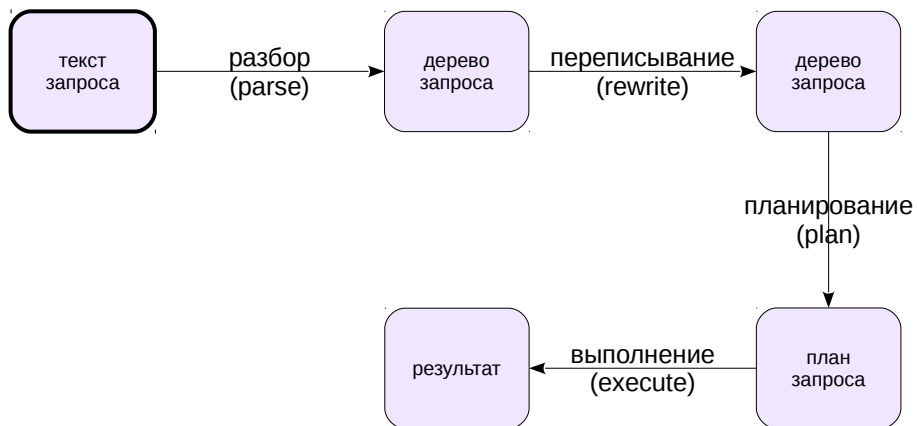 текст
запроса
разбор
(parse)
дерево
запроса
переписывание
(rewrite)
дерево
запроса
планирование
(plan)
план
запроса
выполнение
(execute)
результат